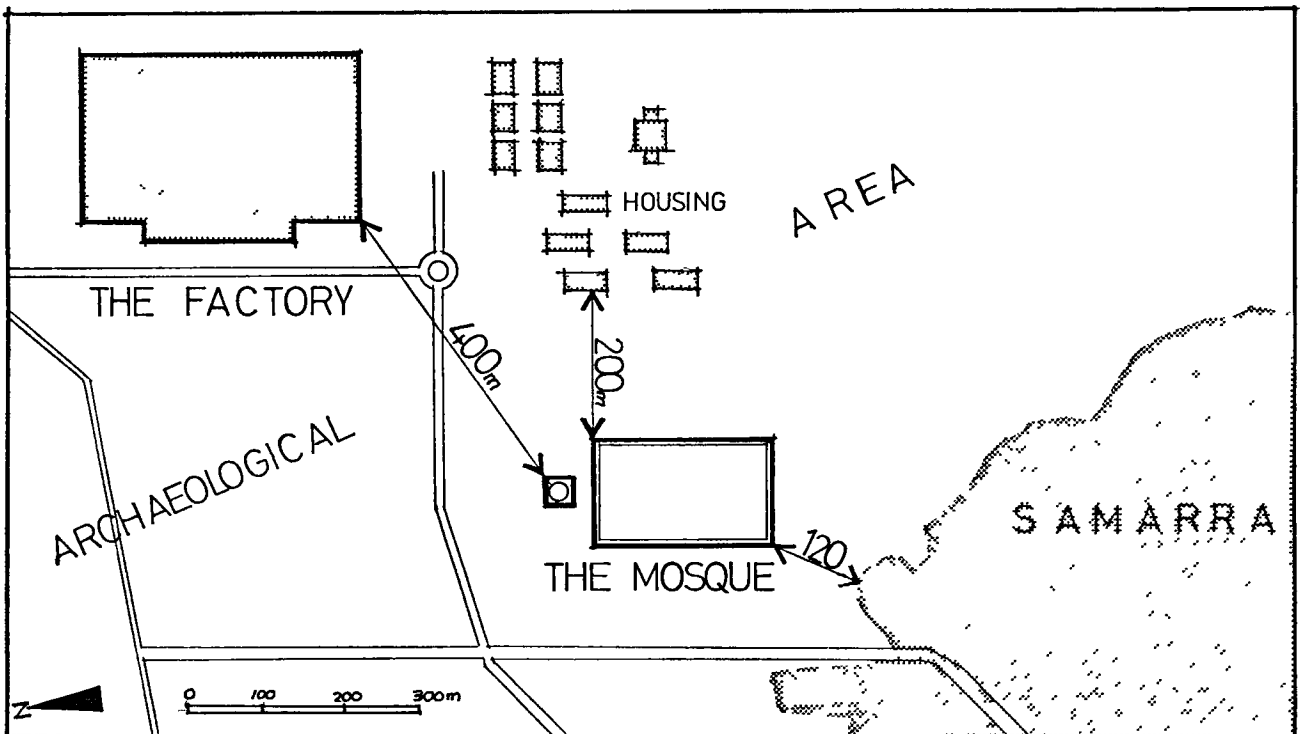 HOUSING
AREA
THE FACTORY
400m
200m
ARCHAEOLOGICAL
SAMARRA
120
THE MOSQUE
N
0 100 200 300m